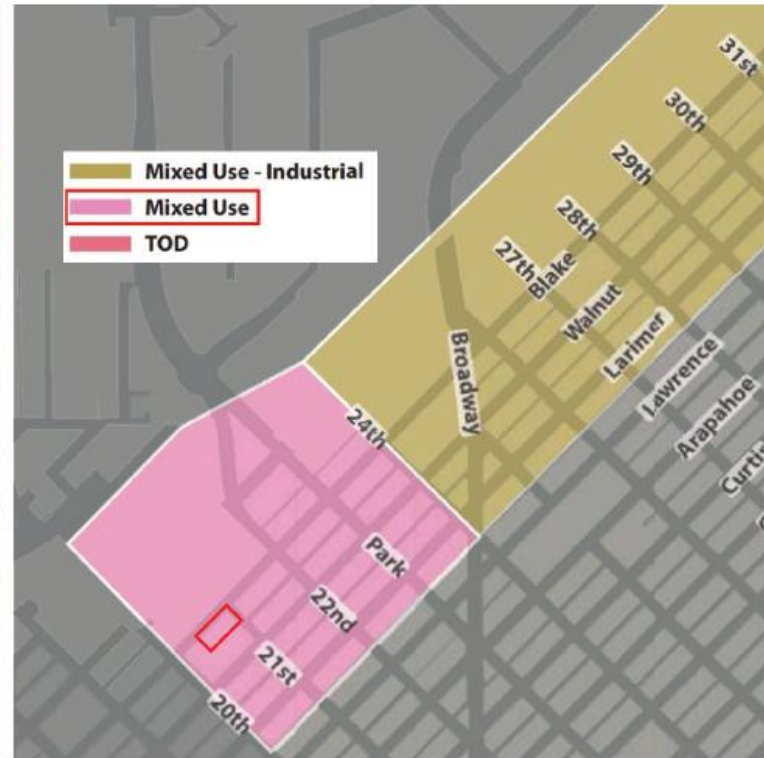 Mixed Use - Industrial
Mixed Use
TOD
31st
30th
29th
28th
27th
Blake
Walnut
Larimer
Lawrence
Arapahoe
Broadway
24th
Park
22nd
21st
20th